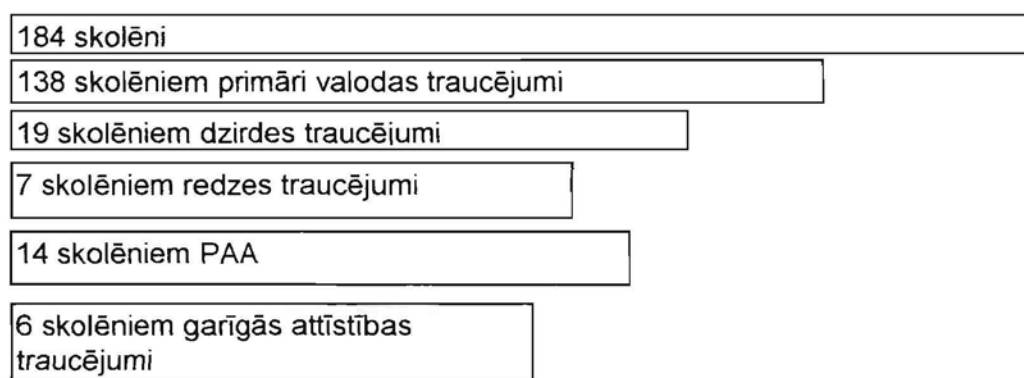 184 skolēni
138 skolēniem primāri valodas traucējumi
19 skolēniem dzirdes traucējumi
7 skolēniem redzes traucējumi
14 skolēniem PAA
6 skolēniem garīgās attīstības
traucējumi